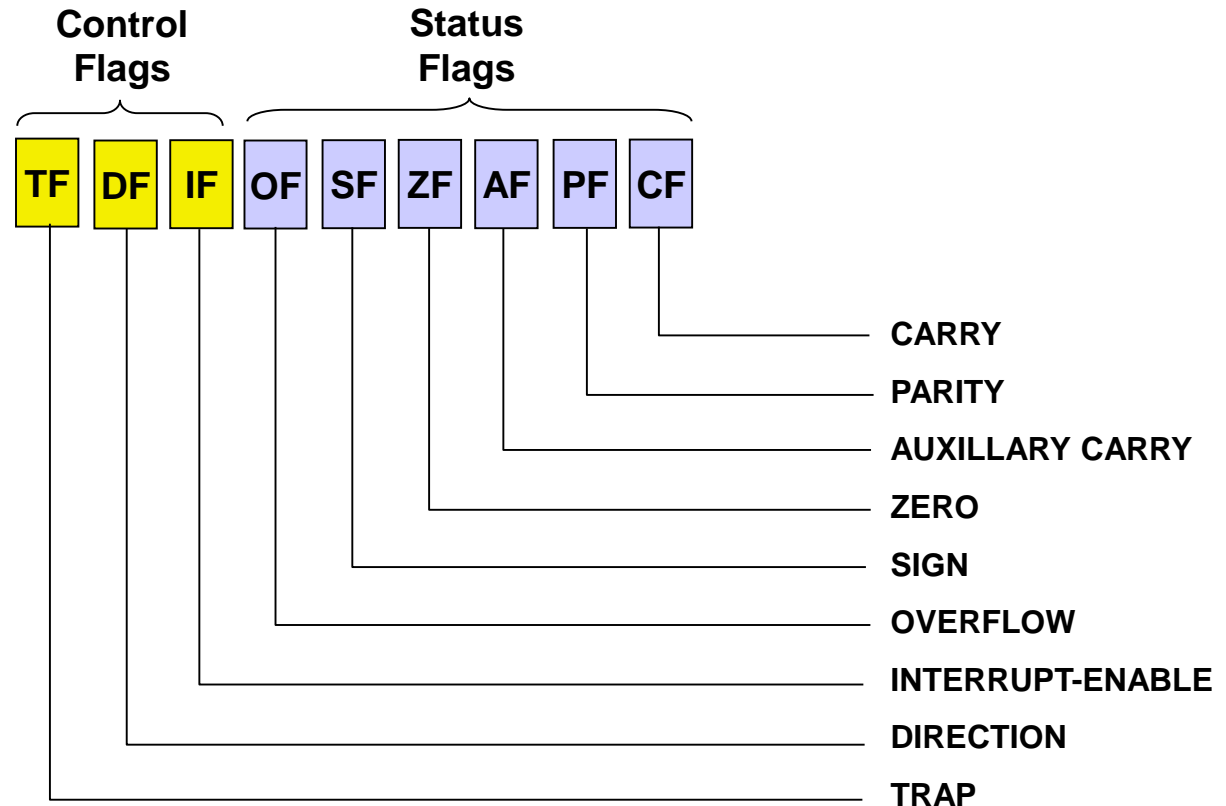 Control
Flags
Status
Flags
TF DF IF OF SF ZF AF PF CF
CARRY
PARITY
AUXILLARY CARRY
ZERO
SIGN
OVERFLOW
INTERRUPT-ENABLE
DIRECTION
TRAP